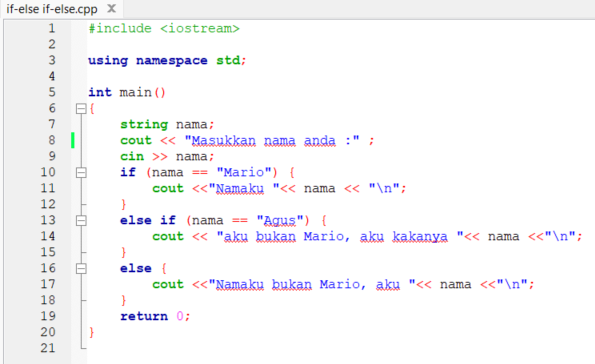 if-else if-else.cpp X
1 #include <iostream>
2
3 using namespace std;
4
5 int main()
6 {
7 string nama;
8 cout << "Masukkan nama anda :" ;
9 cin >> nama;
10 if (nama == "Mario") {
11 cout <<"Namaku "<< nama << "\n";
12 }
13 else if (nama == "Agus") {
14 cout << "aku bukan Mario, aku kakanya "<< nama <<"\n";
15 }
16 else {
17 cout <<"Namaku bukan Mario, aku "<< nama <<"\n";
18 }
19 return 0;
20 }
21